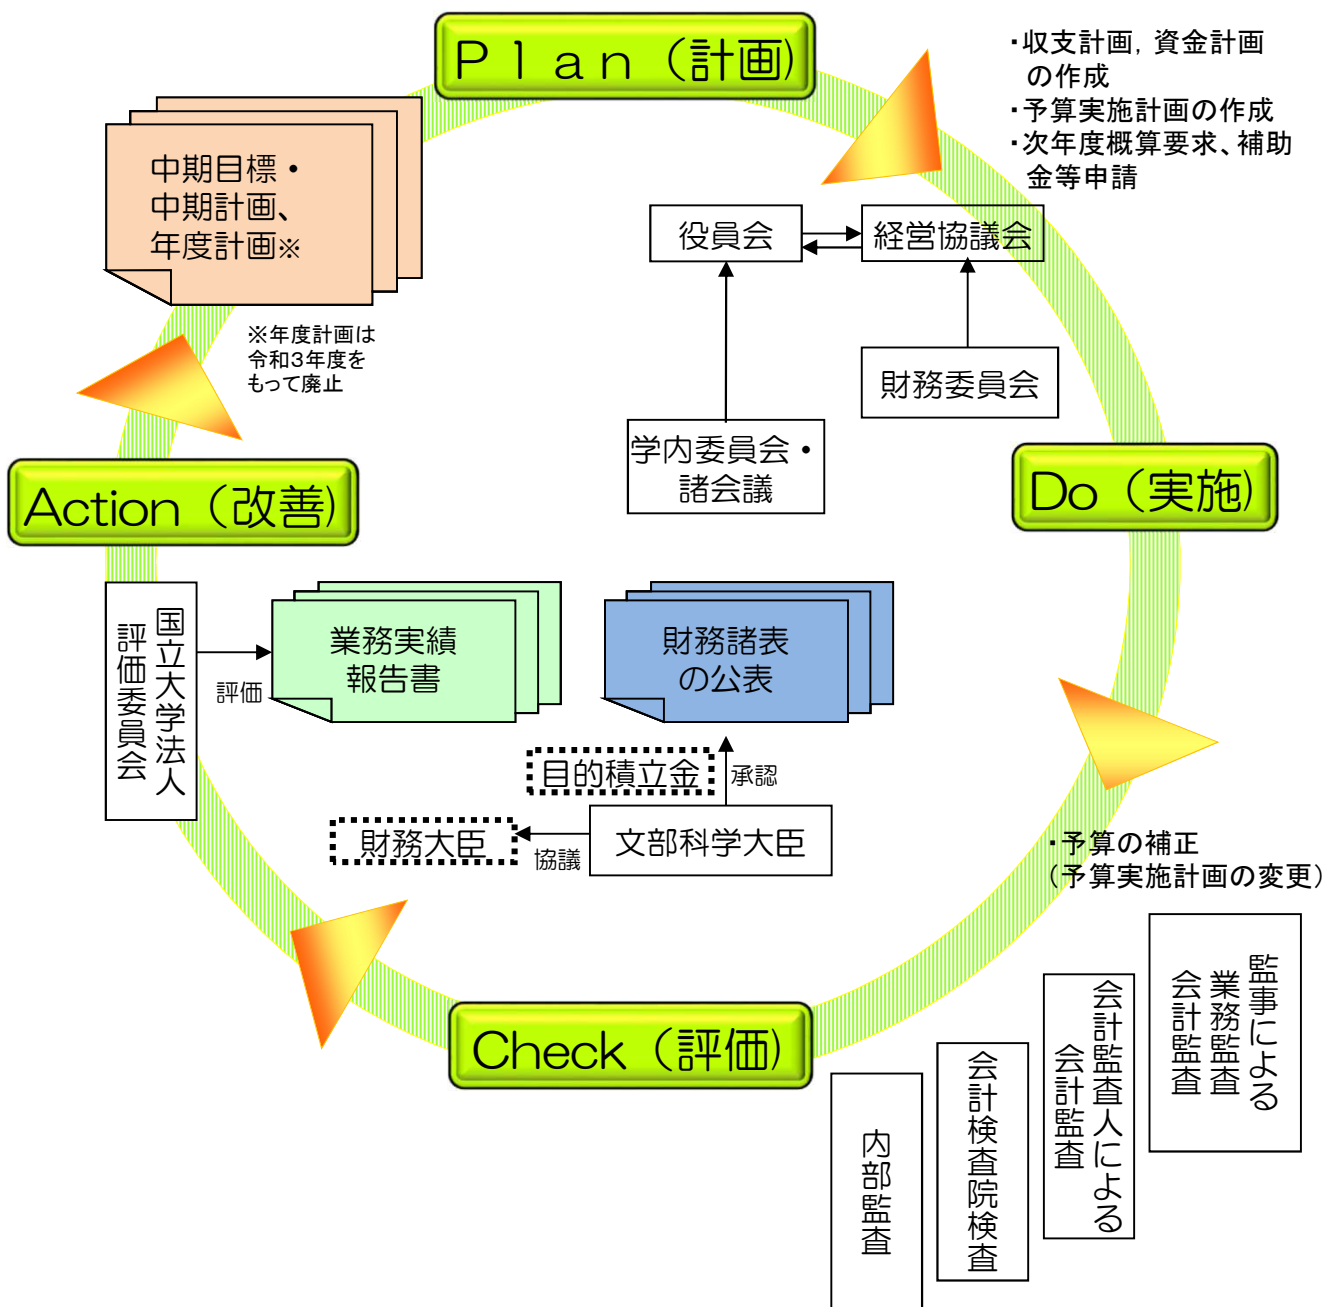 Ｐｌａｎ（計画）
・収支計画，資金計画
の作成
・予算実施計画の作成
・次年度概算要求、補助
金等申請
中期目標・
中期計画、
年度計画※
※年度計画は
令和３年度を
もって廃止
役員会
経営協議会
財務委員会
学内委員会・
諸会議
Action（改善）
Do（実施）
国立大学法人
評価委員会
評価
業務実績
報告書
財務諸表
の公表
目的積立金
承認
財務大臣
協議
文部科学大臣
・予算の補正
（予算実施計画の変更）
Check（評価）
監事による
業務監査
会計監査
会計監査人による
会計監査
会計検査院検査
内部監査